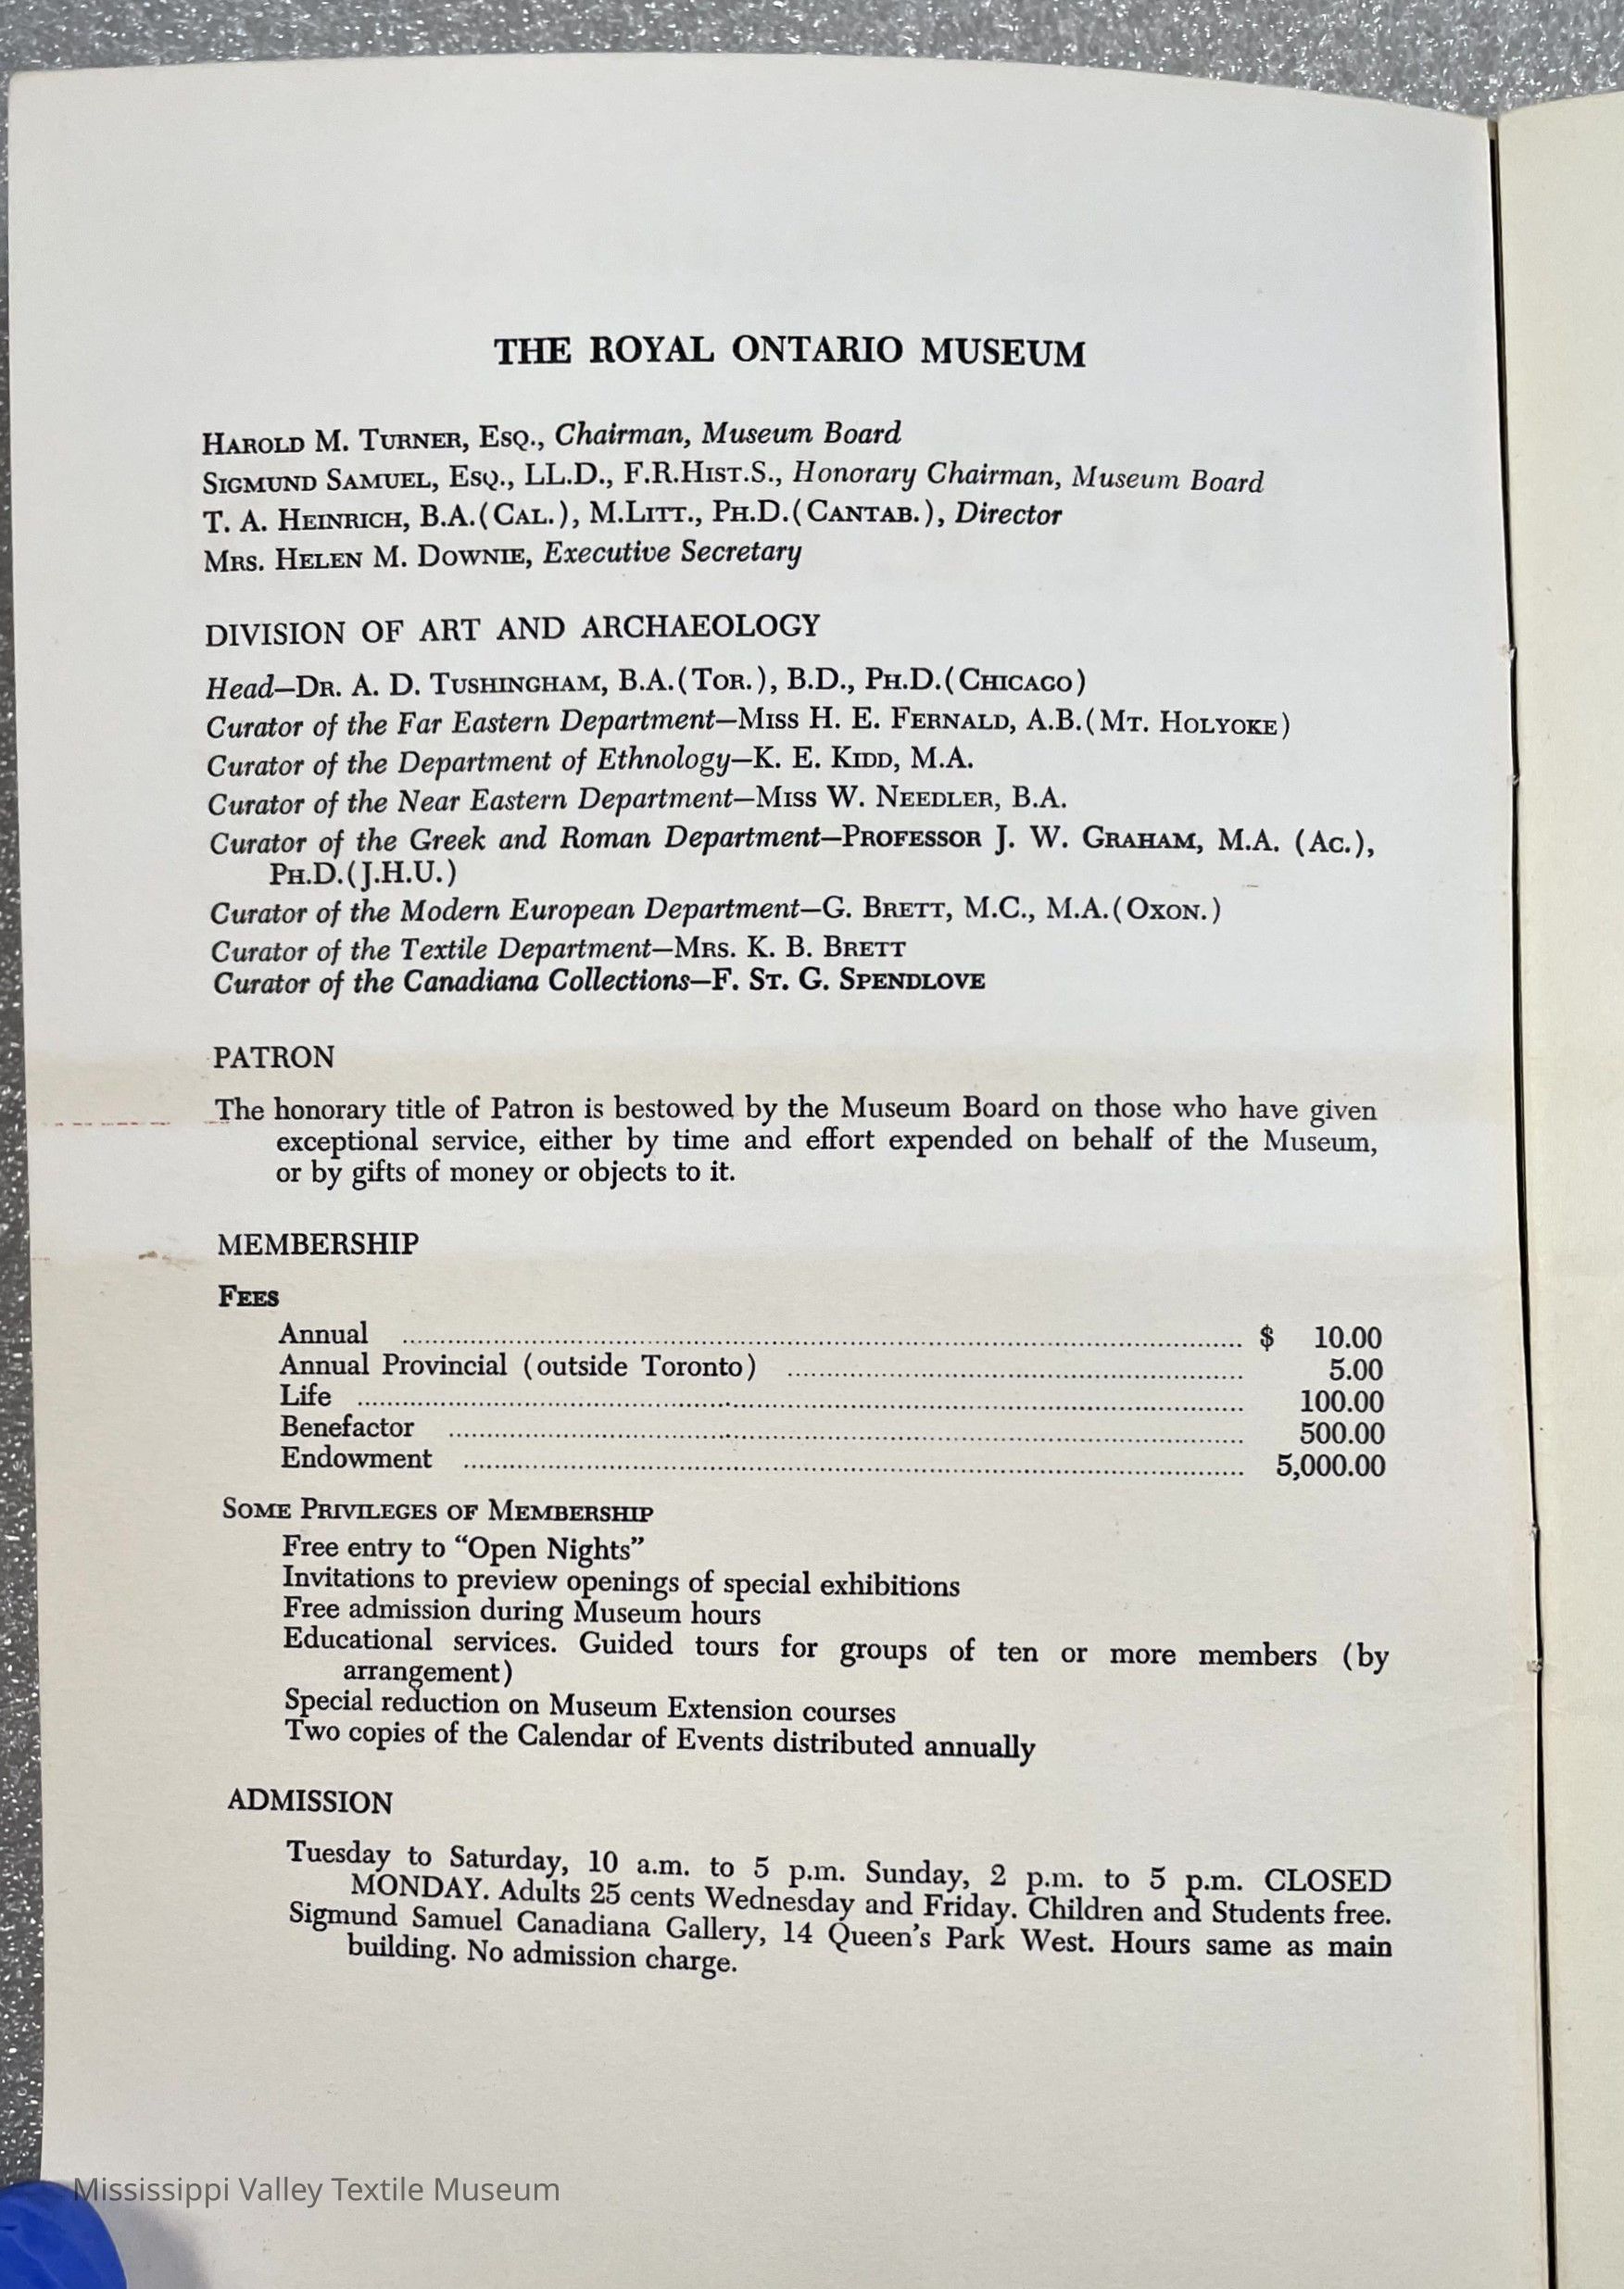 THE ROYAL ONTARIO MUSEUM
HAROLD M. TURNER, ESQ., Chairman, Museum Board
SIGMUND SAMUEL, ESQ., LL.D., F.R.HIST.S., Honorary Chairman, Museum Board
T. A. HEINRICH, B.A.(CAL.), M.LITT., PH.D.(CANTAB.), Director
MRS. HELEN M. DOWNIE, Executive Secretary
DIVISION OF ART AND ARCHAEOLOGY
Head—DR. A. D. TUSHINGHAM, B.A.(TOR.), B.D., PH.D.(CHICAGO)
Curator of the Far Eastern Department—MISS H. E. FERNALD, A.B.(MT. HOLYOKE)
Curator of the Department of Ethnology—K. E. KIDD, M.A.
Curator of the Near Eastern Department—MISS W. NEEDLER, B.A.
Curator of the Greek and Roman Department—PROFESSOR J. W. GRAHAM, M.A. (AC.),
PH.D.(J.H.U.)
Curator of the Modern European Department—G. BRETT, M.C., M.A.(OXON.)
Curator of the Textile Department—MRS. K. B. BRETT
Curator of the Canadiana Collections—F. ST. G. SPENDLOVE
PATRON
The honorary title of Patron is bestowed by the Museum Board on those who have given
exceptional service, either by time and effort expended on behalf of the Museum,
or by gifts of money or objects to it.
MEMBERSHIP
FEES
Annual ........ $ 10.00
Annual Provincial (outside Toronto) ........ 5.00
Life ........ 100.00
Benefactor ........ 500.00
Endowment ........ 5,000.00
SOME PRIVILEGES OF MEMBERSHIP
Free entry to “Open Nights”
Invitations to preview openings of special exhibitions
Free admission during Museum hours
Educational services. Guided tours for groups of ten or more members (by
arrangement)
Special reduction on Museum Extension courses
Two copies of the Calendar of Events distributed annually
ADMISSION
Tuesday to Saturday, 10 a.m. to 5 p.m. Sunday, 2 p.m. to 5 p.m. CLOSED
MONDAY. Adults 25 cents Wednesday and Friday. Children and Students free.
Sigmund Samuel Canadiana Gallery, 14 Queen’s Park West. Hours same as main
building. No admission charge.
Mississippi Valley Textile Museum